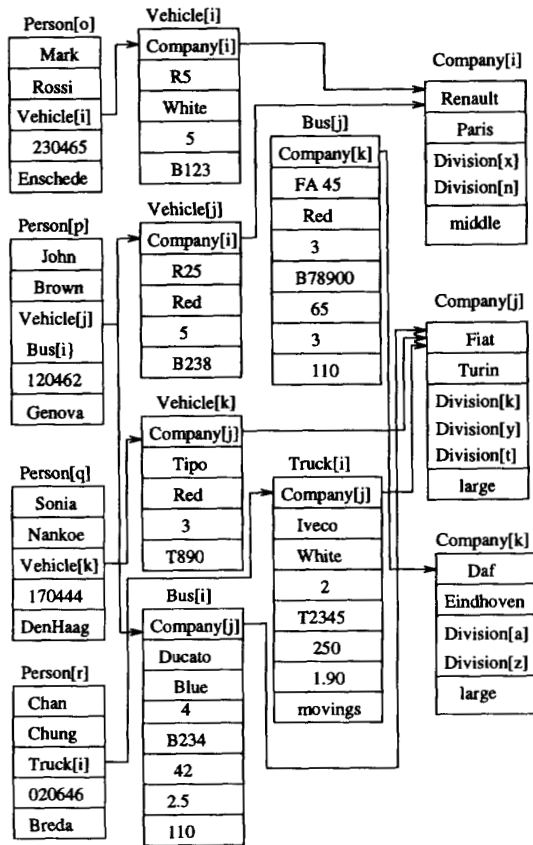 Person[o]
Mark
Rossi
Vehicle[i]
230465
Enschede
Person[p]
John
Brown
Vehicle[j]
Bus[i}
120462
Genova
Person[q]
Sonia
Nankoe
Vehicle[k]
170444
DenHaag
Person[r]
Chan
Chung
Truck[i]
020646
Breda
Vehicle[i]
Company[i]
R5
White
5
B123
Vehicle[j]
Company[i]
R25
Red
5
B238
Vehicle[k]
Company[j]
Tipo
Red
3
T890
Bus[i]
Company[j]
Ducato
Blue
4
B234
42
2.5
110
Bus[j]
Company[k]
FA 45
Red
3
B78900
65
3
110
Truck[i]
Company[j]
Iveco
White
2
T2345
250
1.90
movings
Company[i]
Renault
Paris
Division[x]
Division[n]
middle
Company[j]
Fiat
Turin
Division[k]
Division[y]
Division[t]
large
Company[k]
Daf
Eindhoven
Division[a]
Division[z]
large